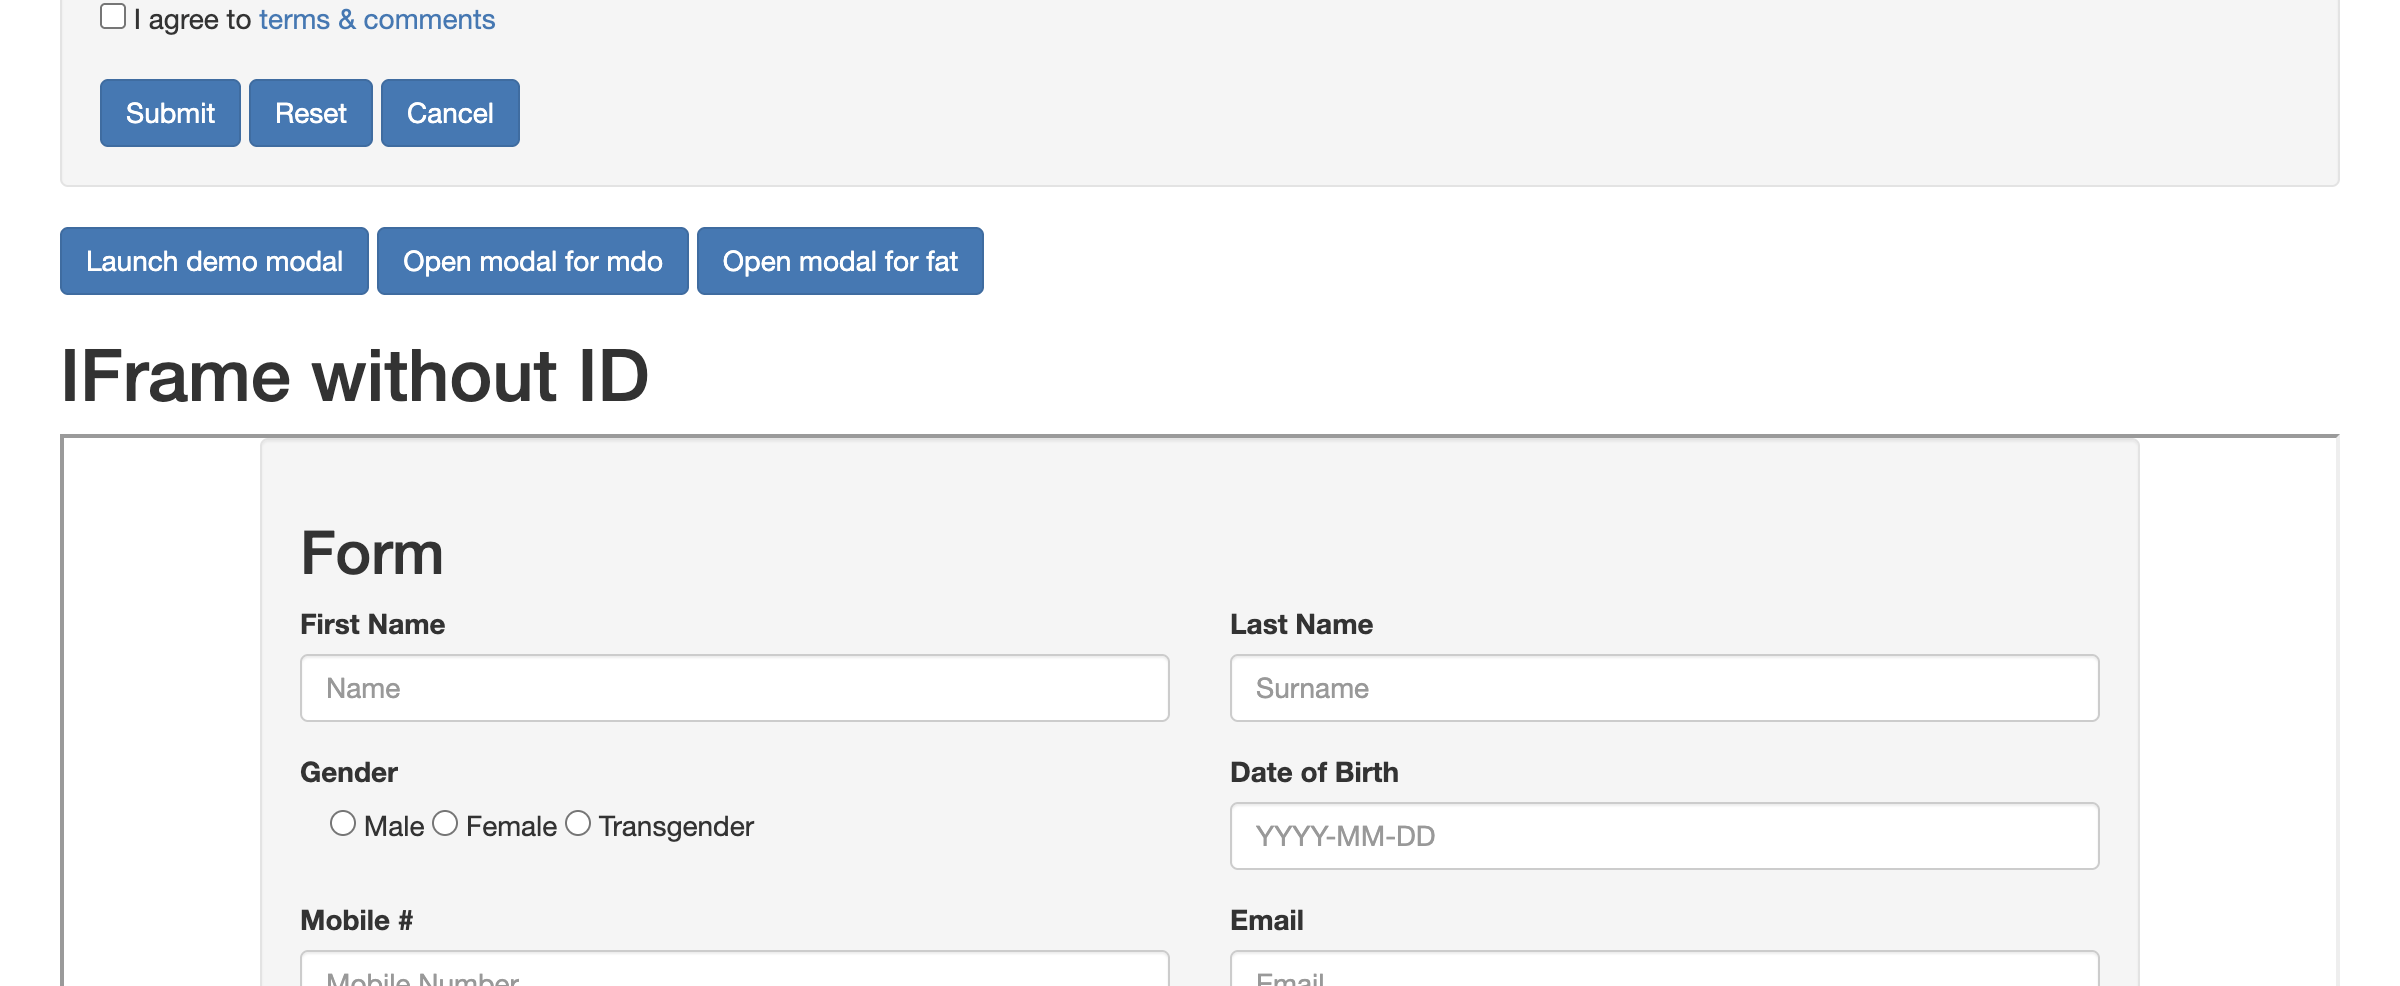 I agree to terms & comments
Submit Reset Cancel
Launch demo modal Open modal for mdo Open modal for fat
IFrame without ID
Form
First Name Last Name
Name Surname
Gender Date of Birth
Male Female Transgender
YYYY-MM-DD
Mobile # Email
Mobile Number Email